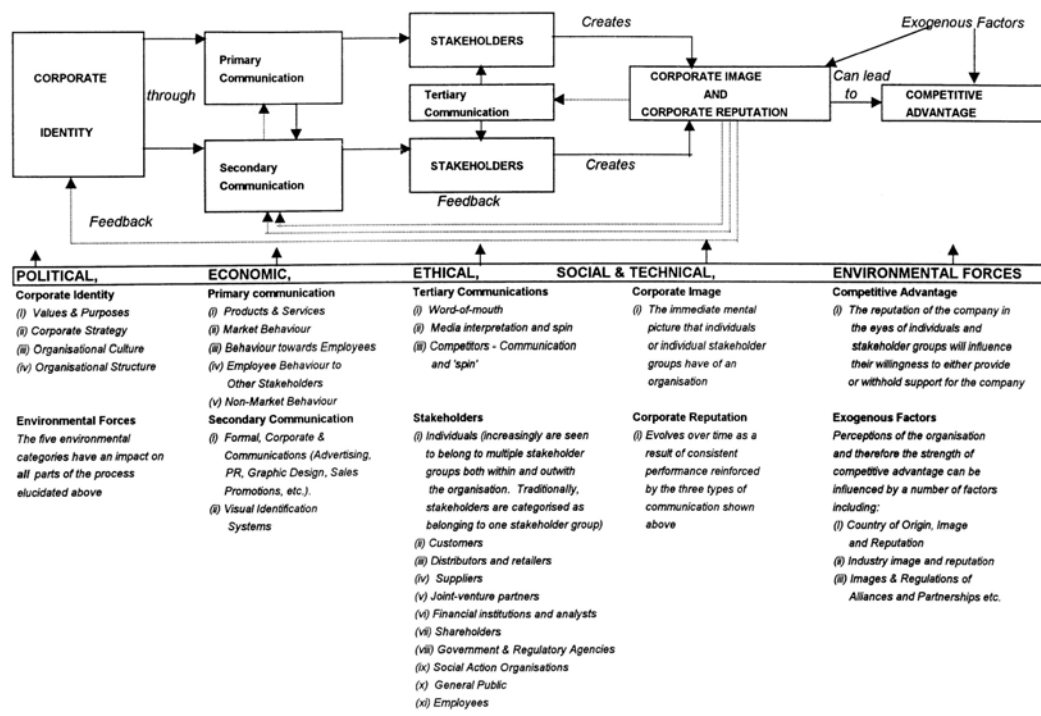 Creates
Exogenous Factors
CORPORATE
IDENTITY
through
Primary
Communication
STAKEHOLDERS
Tertiary
Communication
CORPORATE IMAGE
AND
CORPORATE REPUTATION
Can lead
to
COMPETITIVE
ADVANTAGE
Secondary
Communication
STAKEHOLDERS
Creates
Feedback
Feedback
POLITICAL, ECONOMIC, ETHICAL, SOCIAL & TECHNICAL, ENVIRONMENTAL FORCES
Corporate Identity
(i) Values & Purposes
(ii) Corporate Strategy
(iii) Organisational Culture
(iv) Organisational Structure
Primary communication
(i) Products & Services
(ii) Market Behaviour
(iii) Behaviour towards Employees
(iv) Employee Behaviour to
Other Stakeholders
(v) Non-Market Behaviour
Tertiary Communications
(i) Word-of-mouth
(ii) Media interpretation and spin
(iii) Competitors - Communication
and 'spin'
Corporate Image
(i) The immediate mental
picture that individuals
or individual stakeholder
groups have of an
organisation
Competitive Advantage
(i) The reputation of the company in
the eyes of individuals and
stakeholder groups will influence
their willingness to either provide
or withhold support for the company
Environmental Forces
The five environmental
categories have an impact on
all parts of the process
elucidated above
Secondary Communication
(i) Formal, Corporate &
Communications (Advertising,
PR, Graphic Design, Sales
Promotions, etc.).
(ii) Visual Identification
Systems
Stakeholders
(i) Individuals (increasingly are seen
to belong to multiple stakeholder
groups both within and outwith
the organisation. Traditionally,
stakeholders are categorised as
belonging to one stakeholder group)
(ii) Customers
(iii) Distributors and retailers
(iv) Suppliers
(v) Joint-venture partners
(vi) Financial institutions and analysts
(vii) Shareholders
(viii) Government & Regulatory Agencies
(ix) Social Action Organisations
(x) General Public
(xi) Employees
Corporate Reputation
(i) Evolves over time as a
result of consistent
performance reinforced
by the three types of
communication shown
above
Exogenous Factors
Perceptions of the organisation
and therefore the strength of
competitive advantage can be
influenced by a number of factors
including:
(i) Country of Origin, Image
and Reputation
(ii) Industry image and reputation
(iii) Images & Regulations of
Alliances and Partnerships etc.